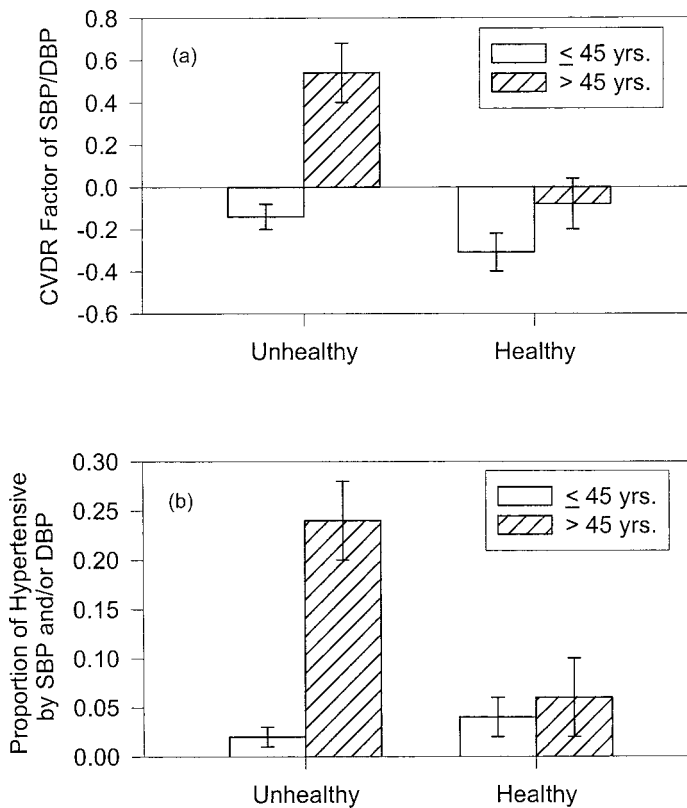 CVDR Factor of SBP/DBP
0.8
0.6
0.4
0.2
0.0
-0.2
-0.4
-0.6
(a)
≤ 45 yrs.
> 45 yrs.
Unhealthy Healthy
Proportion of Hypertensive
by SBP and/or DBP
0.30
0.25
0.20
0.15
0.10
0.05
0.00
(b)
≤ 45 yrs.
> 45 yrs.
Unhealthy Healthy